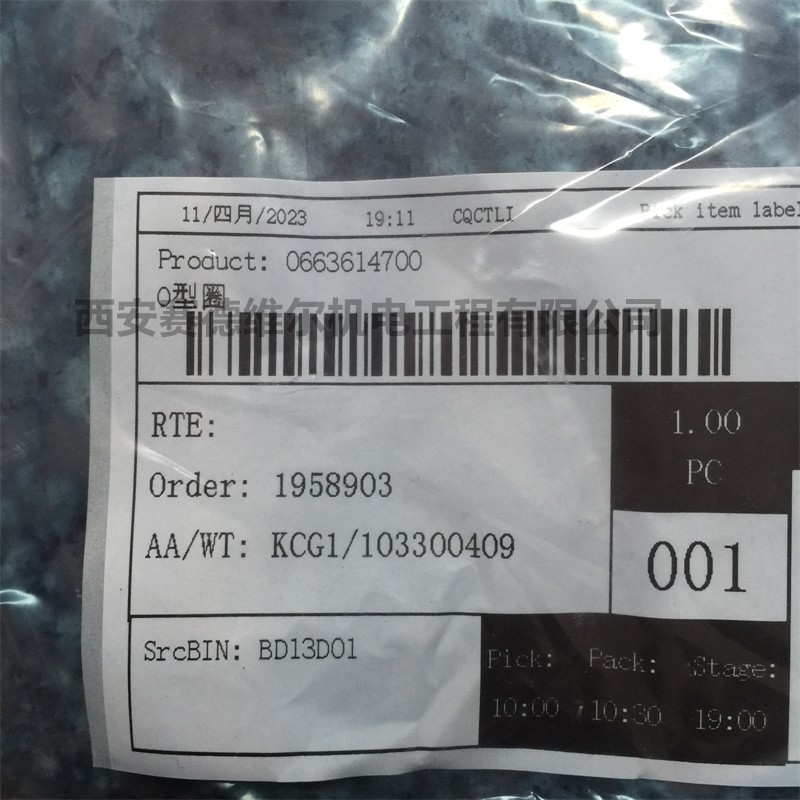 11/四月/2023 19:11 CQCTLI Pick item label
Product: 0663614700
O型圈
西安赛德维尔机电工程有限公司
RTE:
1.00
PC
Order: 1958903
AA/WT: KCG1/103300409
001
SrcBIN: BD13D01
Pick: Pack: Stage:
10:00 10:30 19:00